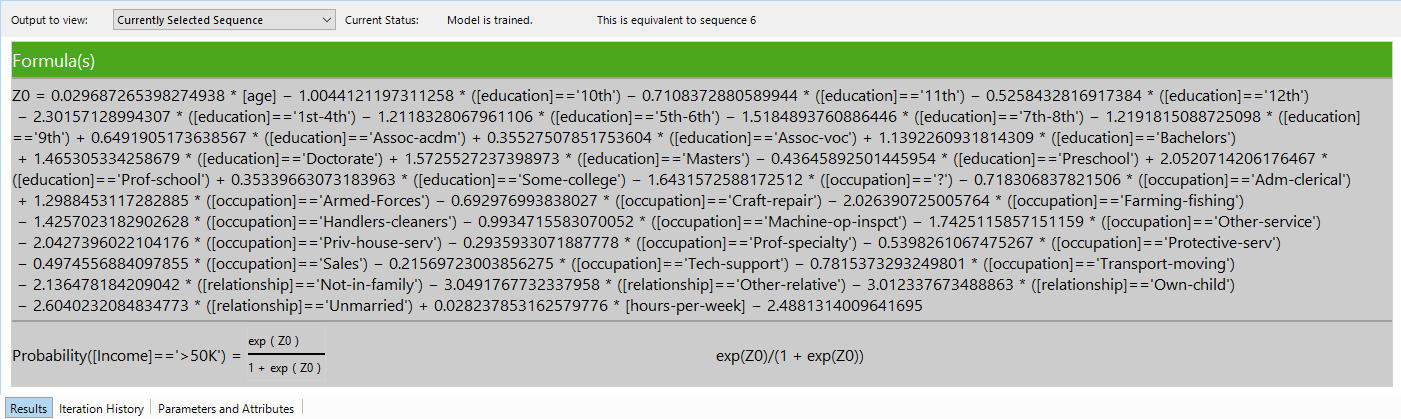 Output to view: Currently Selected Sequence Current Status: Model is trained. This is equivalent to sequence 6
Formula(s)
Z0 = 0.029687265398274938 * [age] − 1.0044121197311258 * ([education]=='10th') − 0.7108372880589944 * ([education]=='11th') − 0.5258432816917384 * ([education]=='12th')
− 2.30157128994307 * ([education]=='1st-4th') − 1.2118328067961106 * ([education]=='5th-6th') − 1.5184893760886446 * ([education]=='7th-8th') − 1.2191815088725098 * ([education]
=='9th') + 0.6491905173638567 * ([education]=='Assoc-acdm') + 0.355275078517536​04 * ([education]=='Assoc-voc') + 1.1392260931814309 * ([education]=='Bachelors')
+ 1.465305334258679 * ([education]=='Doctorate') + 1.5725527237398973 * ([education]=='Masters') − 0.43645892501445954 * ([education]=='Preschool') + 2.0520714206176467 *
([education]=='Prof-school') + 0.35339663073183963 * ([education]=='Some-college') − 1.6431572588172512 * ([occupation]=='?') − 0.718306837821506 * ([occupation]=='Adm-clerical')
+ 1.2988453117282885 * ([occupation]=='Armed-Forces') − 0.692976993838027 * ([occupation]=='Craft-repair') − 2.026390725005764 * ([occupation]=='Farming-fishing')
− 1.4257023182902628 * ([occupation]=='Handlers-cleaners') − 0.9934715583070052 * ([occupation]=='Machine-op-inspct') − 1.7425115857151159 * ([occupation]=='Other-service')
− 2.0427396022104176 * ([occupation]=='Priv-house-serv') − 0.2935933071887778 * ([occupation]=='Prof-specialty') − 0.5398261067475267 * ([occupation]=='Protective-serv')
− 0.4974556884097855 * ([occupation]=='Sales') − 0.21569723003856275 * ([occupation]=='Tech-support') − 0.7815373293249801 * ([occupation]=='Transport-moving')
− 2.136478184209042 * ([relationship]=='Not-in-family') − 3.0491767732337958 * ([relationship]=='Other-relative') − 3.012337673488863 * ([relationship]=='Own-child')
− 2.6040232084834773 * ([relationship]=='Unmarried') + 0.028237853162579776 * [hours-per-week] − 2.4881314009641695
Probability([Income]=='>50K') = exp ( Z0 ) exp(Z0)/(1 + exp(Z0))
1 + exp ( Z0 )
Results Iteration History Parameters and Attributes